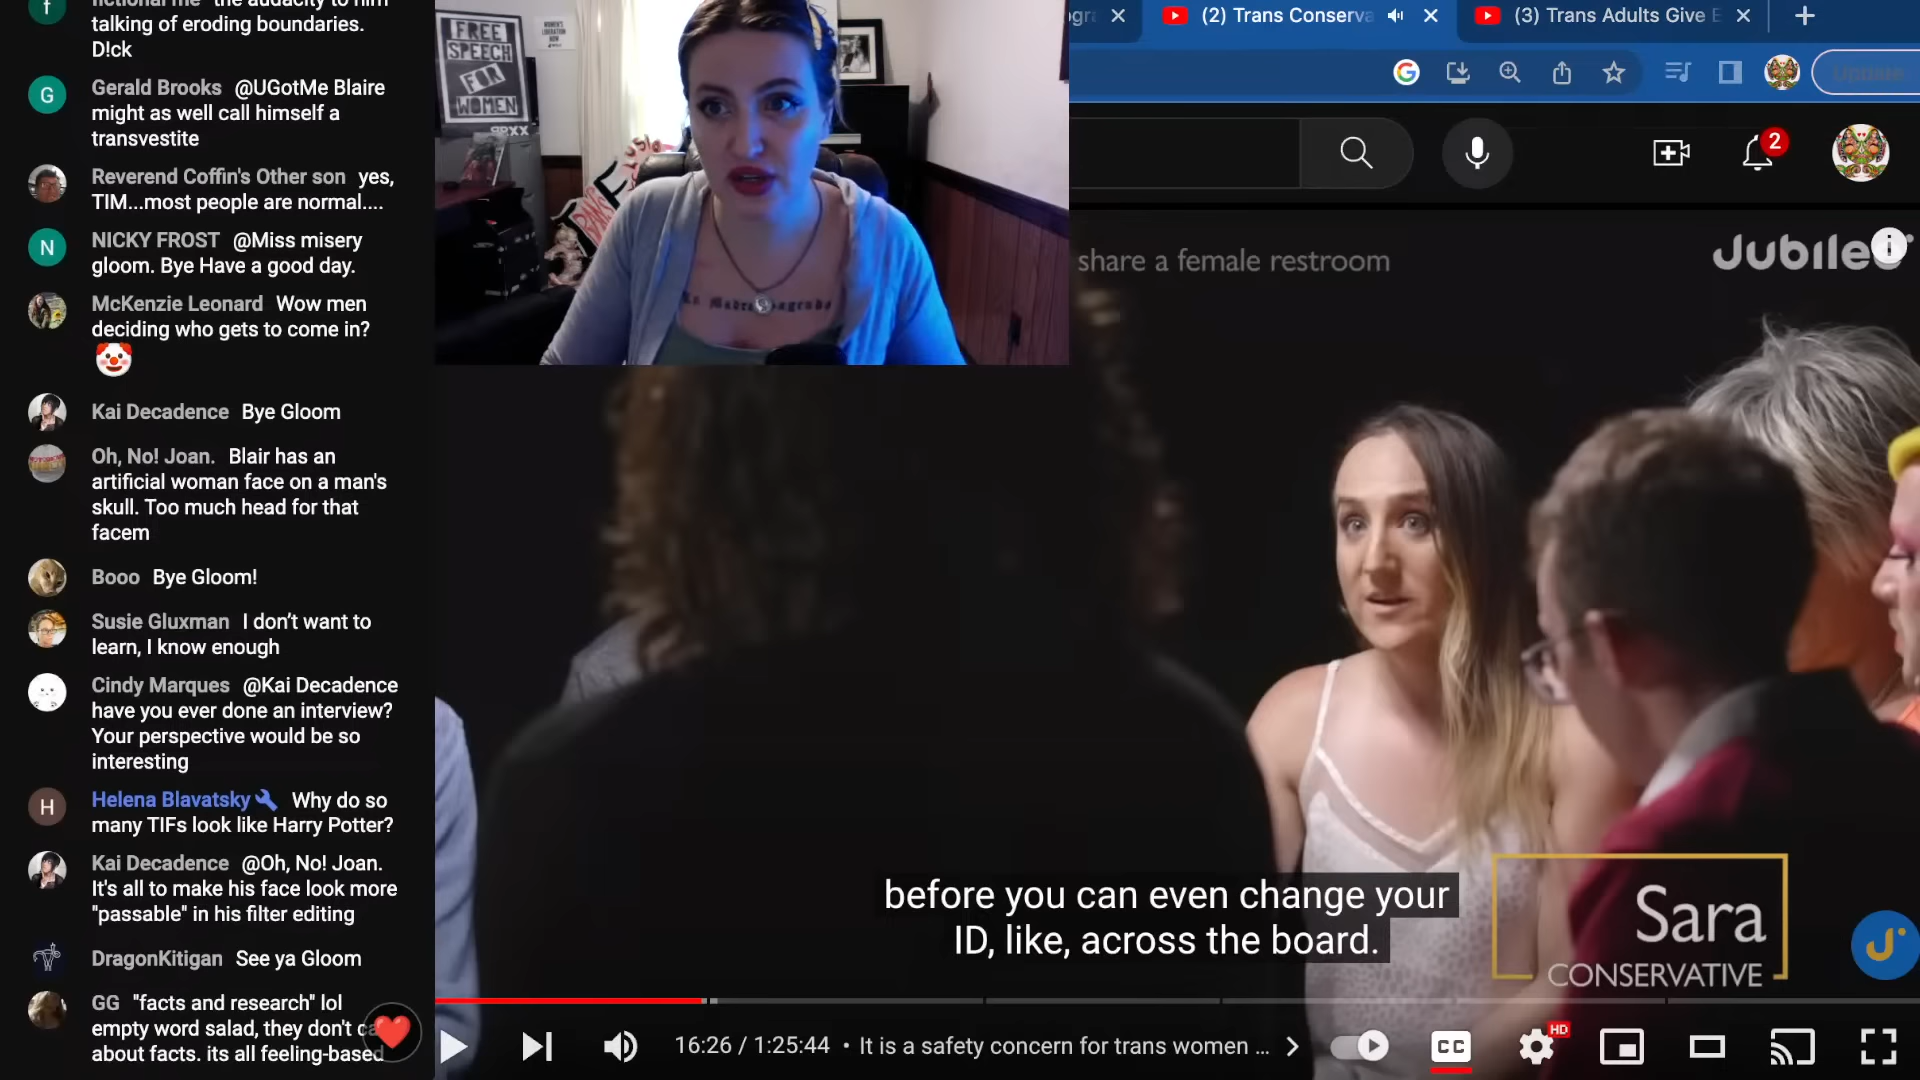 fictional me the audacity to him
talking of eroding boundaries.
D!ck
G
Gerald Brooks @UGotMe Blaire
might as well call himself a
transvestite
Reverend Coffin's Other son yes,
TIM...most people are normal....
N
NICKY FROST @Miss misery
gloom. Bye Have a good day.
McKenzie Leonard Wow men
deciding who gets to come in?
🤡
Kai Decadence Bye Gloom
Oh, No! Joan. Blair has an
artificial woman face on a man's
skull. Too much head for that
facem
Booo Bye Gloom!
Susie Gluxman I don't want to
learn, I know enough
Cindy Marques @Kai Decadence
have you ever done an interview?
Your perspective would be so
interesting
H
Helena Blavatsky Why do so
many TIFs look like Harry Potter?
Kai Decadence @Oh, No! Joan.
It's all to make his face look more
"passable" in his filter editing
DragonKitigan See ya Gloom
GG "facts and research" lol
empty word salad, they don't
about facts. its all feeling-based
FREE
SPEECH
FOR
WOMEN
(2) Trans Conserva
(3) Trans Adults Give E
2
share a female restroom
Jubilee
before you can even change your
ID, like, across the board.
Sara
CONSERVATIVE
J
16:26 / 1:25:44 • It is a safety concern for trans women ...
CC
HD